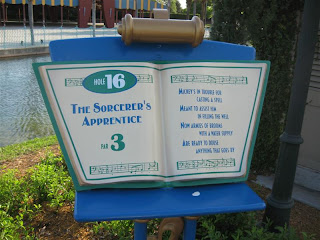 HOLE 16
THE SORCERER'S
APPRENTICE
PAR 3
MICKEY'S IN TROUBLE FOR
CASTING A SPELL
MEANT TO ASSIST HIM
IN FILLING THE WELL
NOW ARMIES OF BROOMS
WITH A WATER SUPPLY
ARE READY TO DOUSE
ANYTHING THAT GOES BY